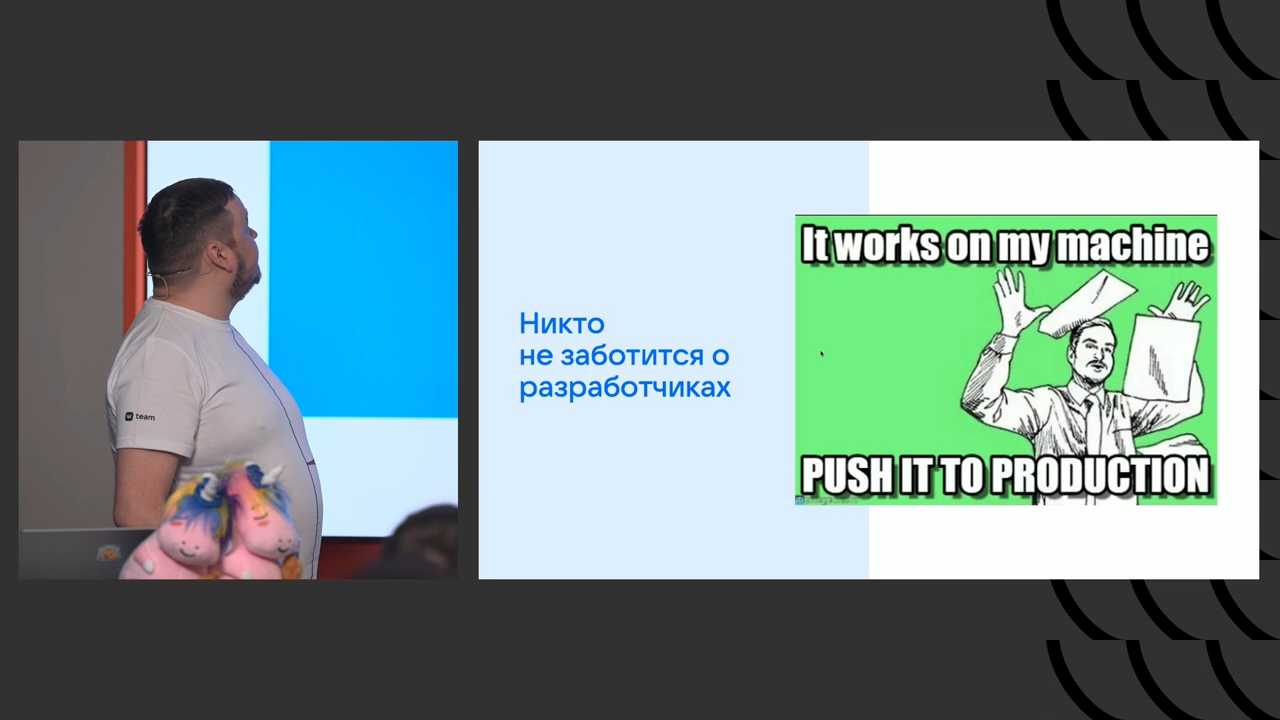 team
Никто
не заботится о
разработчиках
It works on my machine
PUSH IT TO PRODUCTION